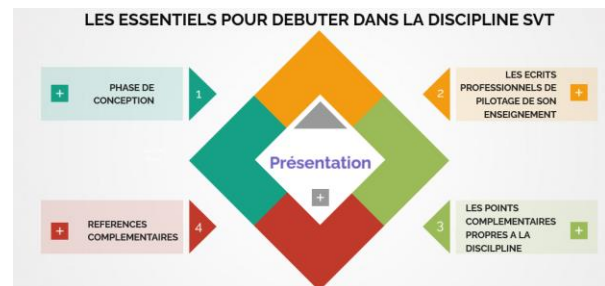 LES ESSENTIELS POUR DEBUTER DANS LA DISCIPLINE SVT
+
PHASE DE
CONCEPTION
1
2
LES ECRITS
PROFESSIONNELS DE
PILOTAGE DE SON
ENSEIGNEMENT
+
Présentation
+
+
REFERENCES
COMPLEMENTAIRES
4
3
LES POINTS
COMPLEMENTAIRES
PROPRES A LA
DISCILPLINE
+